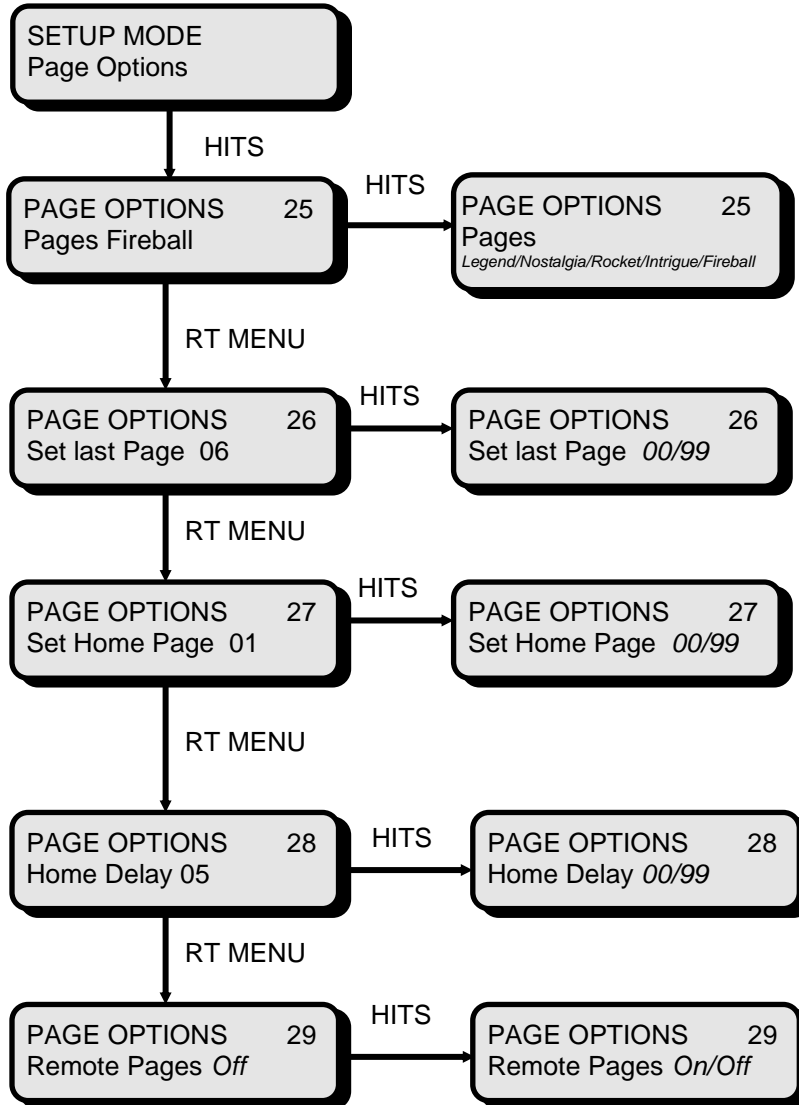 SETUP MODE
Page Options
HITS
PAGE OPTIONS 25
Pages Fireball
HITS
PAGE OPTIONS 25
Pages
Legend/Nostalgia/Rocket/Intrigue/Fireball
RT MENU
PAGE OPTIONS 26
Set last Page 06
HITS
PAGE OPTIONS 26
Set last Page 00/99
RT MENU
PAGE OPTIONS 27
Set Home Page 01
HITS
PAGE OPTIONS 27
Set Home Page 00/99
RT MENU
PAGE OPTIONS 28
Home Delay 05
HITS
PAGE OPTIONS 28
Home Delay 00/99
RT MENU
PAGE OPTIONS 29
Remote Pages Off
HITS
PAGE OPTIONS 29
Remote Pages On/Off